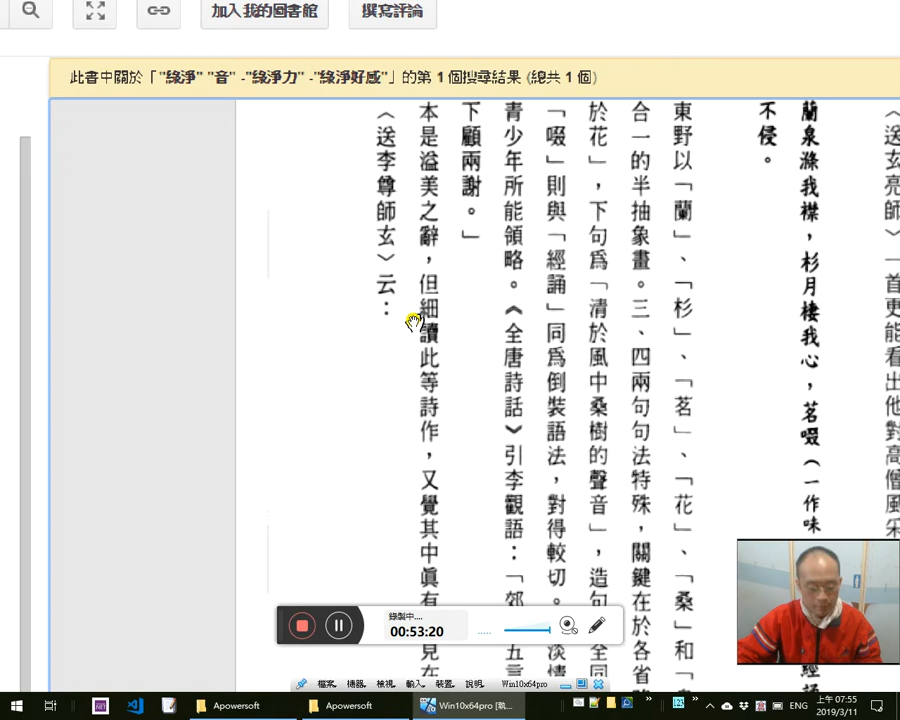 加入我的圖書館
撰寫評論
此書中關於「"綠淨" "音" -"綠淨力" -"綠淨好感"」的第 1 個搜尋結果 (總共 1 個)
〈送玄亮師〉一首更能看出他對高僧風采
蘭泉滌我襟，杉月棲我心，茗啜（一作味
不侵。
東野以「蘭」、「杉」、「茗」、「花」、「桑」和「
合一的半抽象畫。三、四兩句句法特殊，關鍵在於各省
於花」，下句爲「清於風中桑樹的聲音」，造句全同
「啜」則與「經誦」同爲倒裝語法，對得較切。
青少年所能領略。《全唐詩話》引李觀語：「郊 五言
下顧兩謝。」
本是溢美之辭，但細讀此等詩作，又覺其中眞有 見在
〈送李尊師玄〉云：
錄製中....
00:53:20
檔案. 機器. 檢視. 輸入. 裝置. 說明. Win10x64pro
Apowersoft
Apowersoft
Win10x64pro [執...
ENG
上午 07:55
2019/3/11